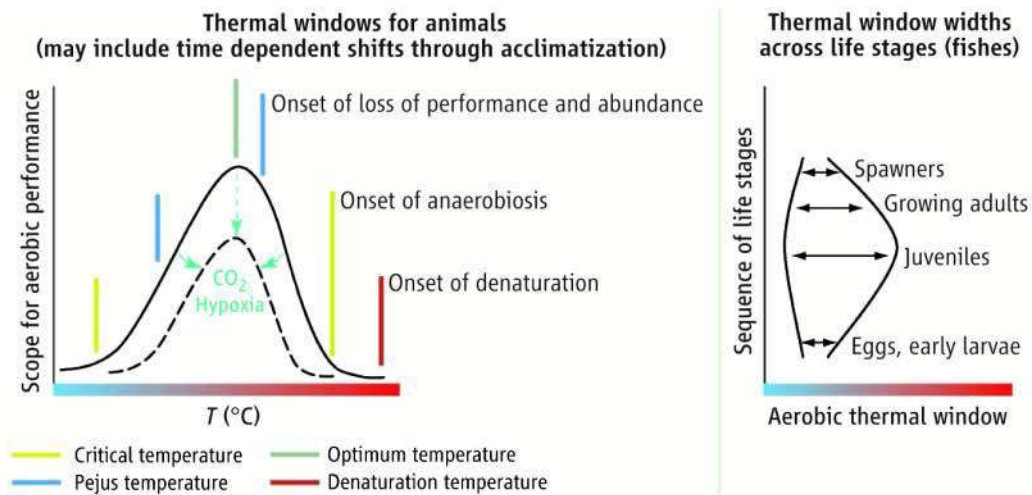 Thermal windows for animals
(may include time dependent shifts through acclimatization)
Scope for aerobic performance
Onset of loss of performance and abundance
Onset of anaerobiosis
CO2
Hypoxia
Onset of denaturation
T (°C)
Critical temperature
Pejus temperature
Optimum temperature
Denaturation temperature
Thermal window widths
across life stages (fishes)
Sequence of life stages
Spawners
Growing adults
Juveniles
Eggs, early larvae
Aerobic thermal window